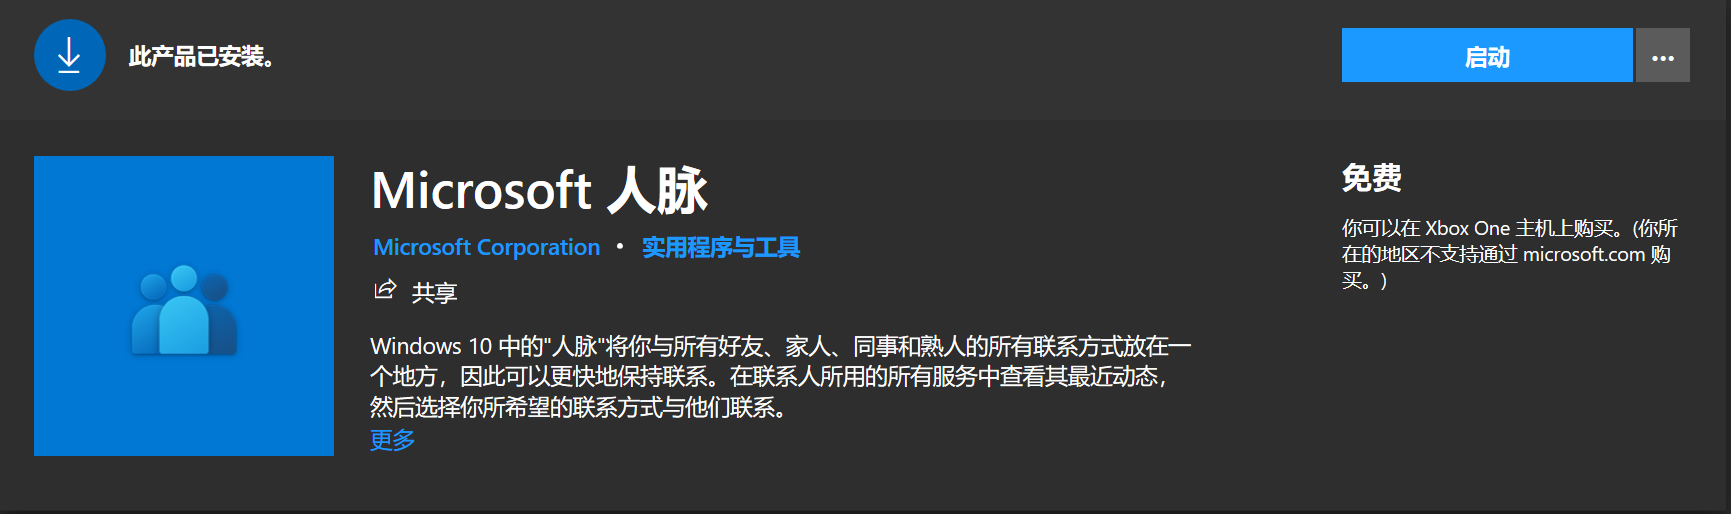 此产品已安装。
启动
...
Microsoft 人脉
Microsoft Corporation • 实用程序与工具
共享
Windows 10 中的"人脉"将你与所有好友、家人、同事和熟人的所有联系方式放在一
个地方，因此可以更快地保持联系。在联系人所用的所有服务中查看其最近动态，
然后选择你所希望的联系方式与他们联系。
更多
免费
你可以在 Xbox One 主机上购买。(你所
在的地区不支持通过 microsoft.com 购
买。)